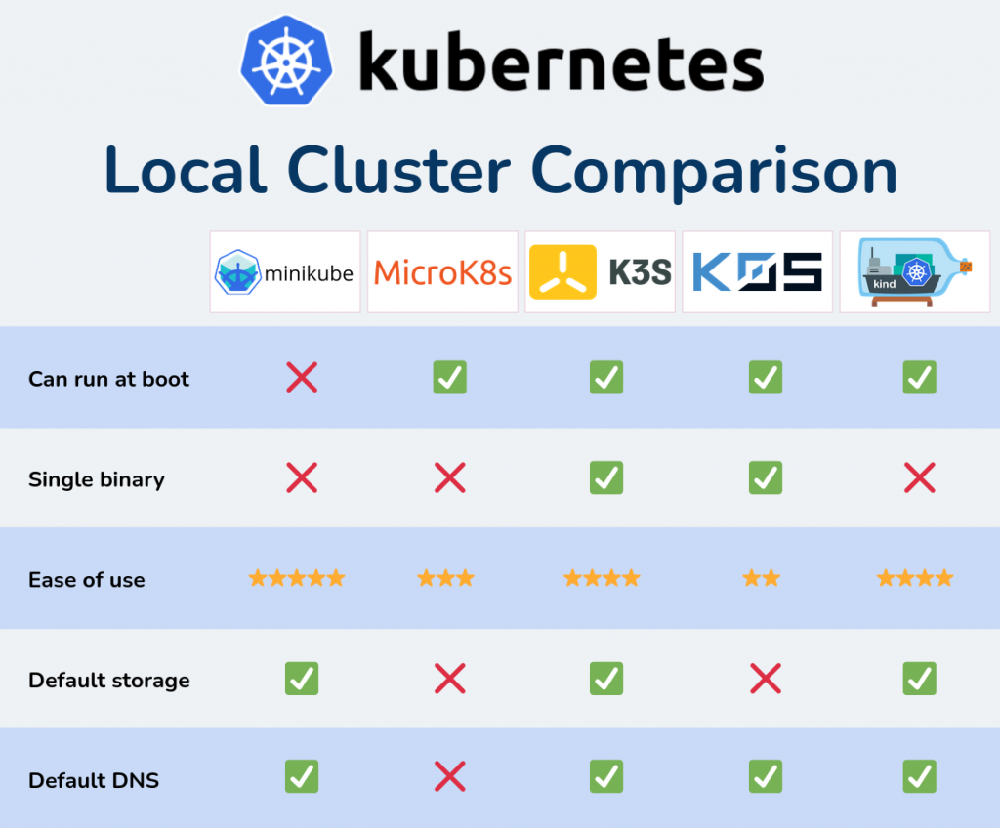 kubernetes
Local Cluster Comparison
minikube MicroK8s K3S K0S kind
Can run at boot
Single binary
Ease of use
Default storage
Default DNS